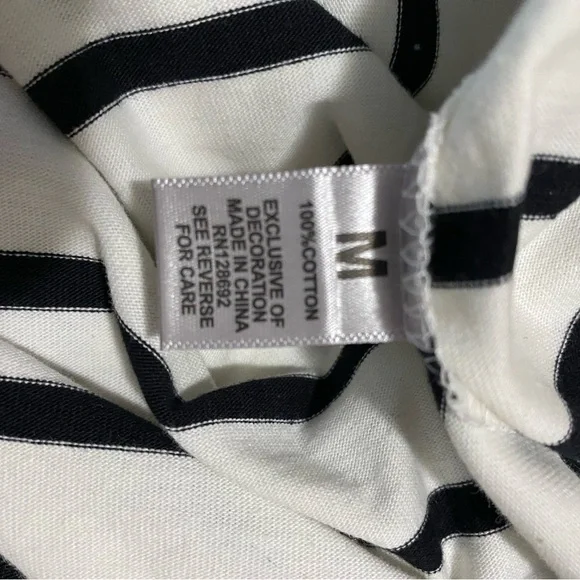 M
100%COTTON
EXCLUSIVE OF
DECORATION
MADE IN CHINA
RN128692
SEE REVERSE
FOR CARE